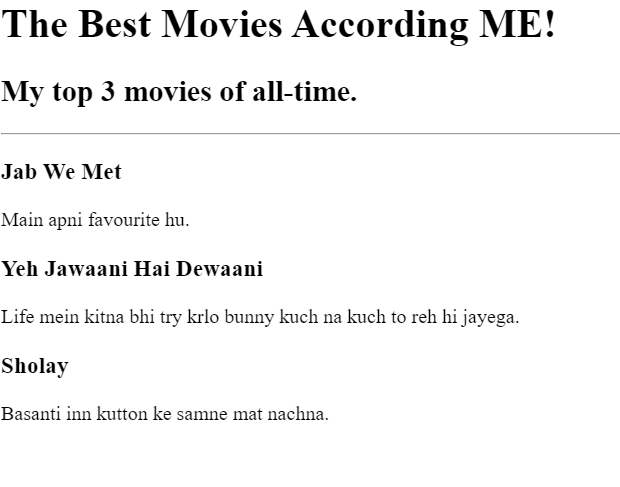 The Best Movies According ME!
My top 3 movies of all-time.
Jab We Met
Main apni favourite hu.
Yeh Jawaani Hai Dewaani
Life mein kitna bhi try krlo bunny kuch na kuch to reh hi jayega.
Sholay
Basanti inn kutton ke samne mat nachna.